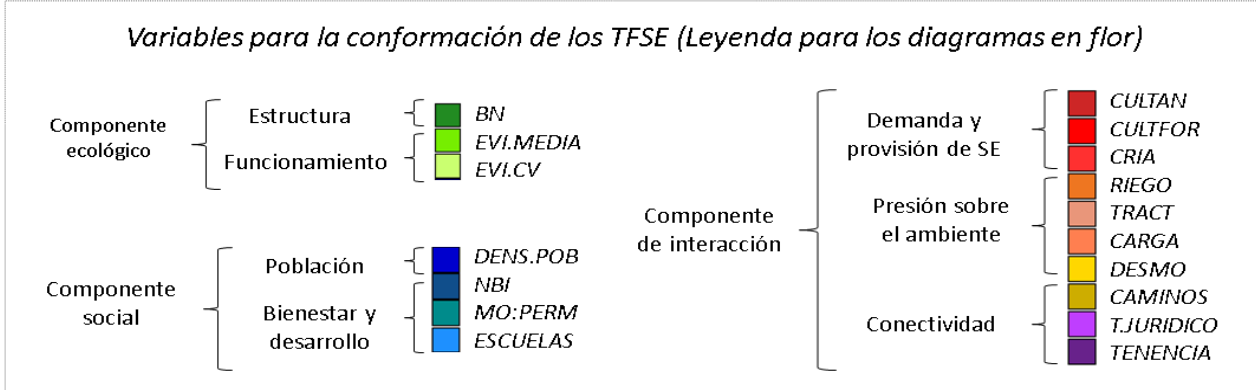 Variables para la conformación de los TFSE (Leyenda para los diagramas en flor)
Componente
ecológico
Estructura
BN
Funcionamiento
EVI.MEDIA
EVI.CV
Componente
social
Población
DENS.POB
Bienestar y
desarrollo
NBI
MO:PERM
ESCUELAS
Componente
de interacción
Demanda y
provisión de SE
CULTAN
CULTFOR
CRIA
Presión sobre
el ambiente
RIEGO
TRACT
CARGA
DESMO
Conectividad
CAMINOS
T.JURIDICO
TENENCIA